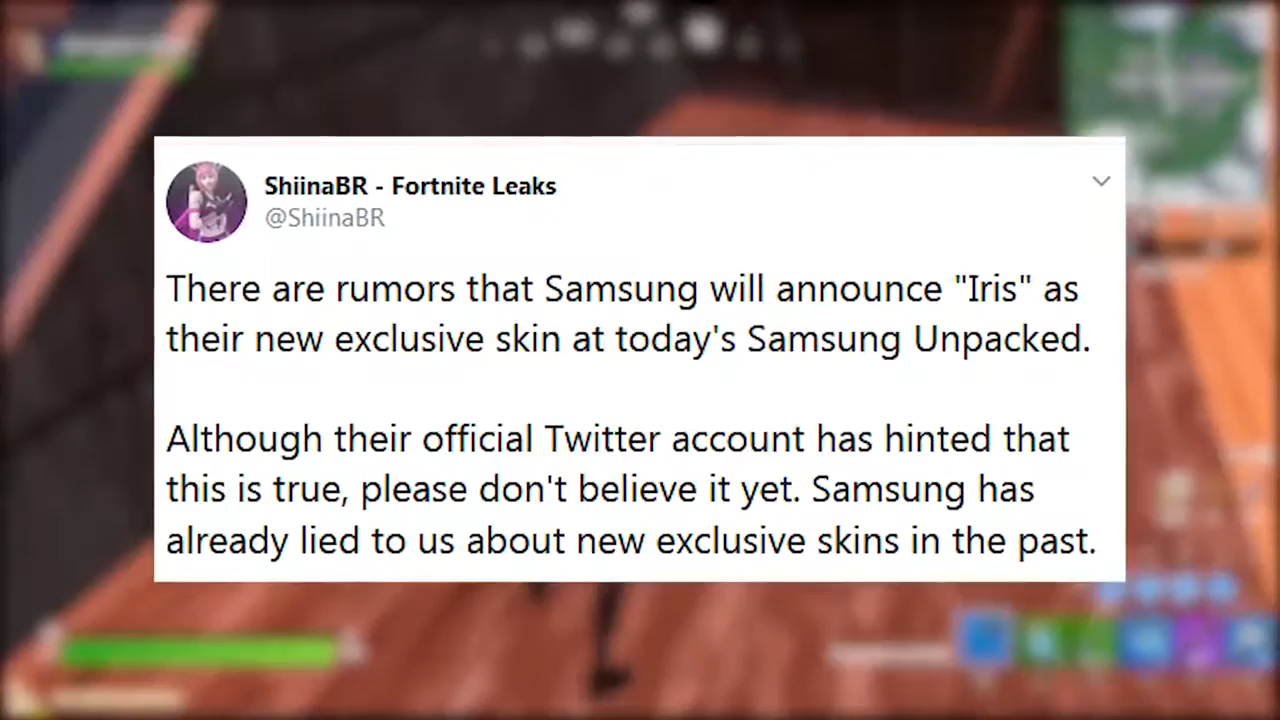 ShiinaBR - Fortnite Leaks
@ShiinaBR
There are rumors that Samsung will announce "Iris" as
their new exclusive skin at today's Samsung Unpacked.
Although their official Twitter account has hinted that
this is true, please don't believe it yet. Samsung has
already lied to us about new exclusive skins in the past.